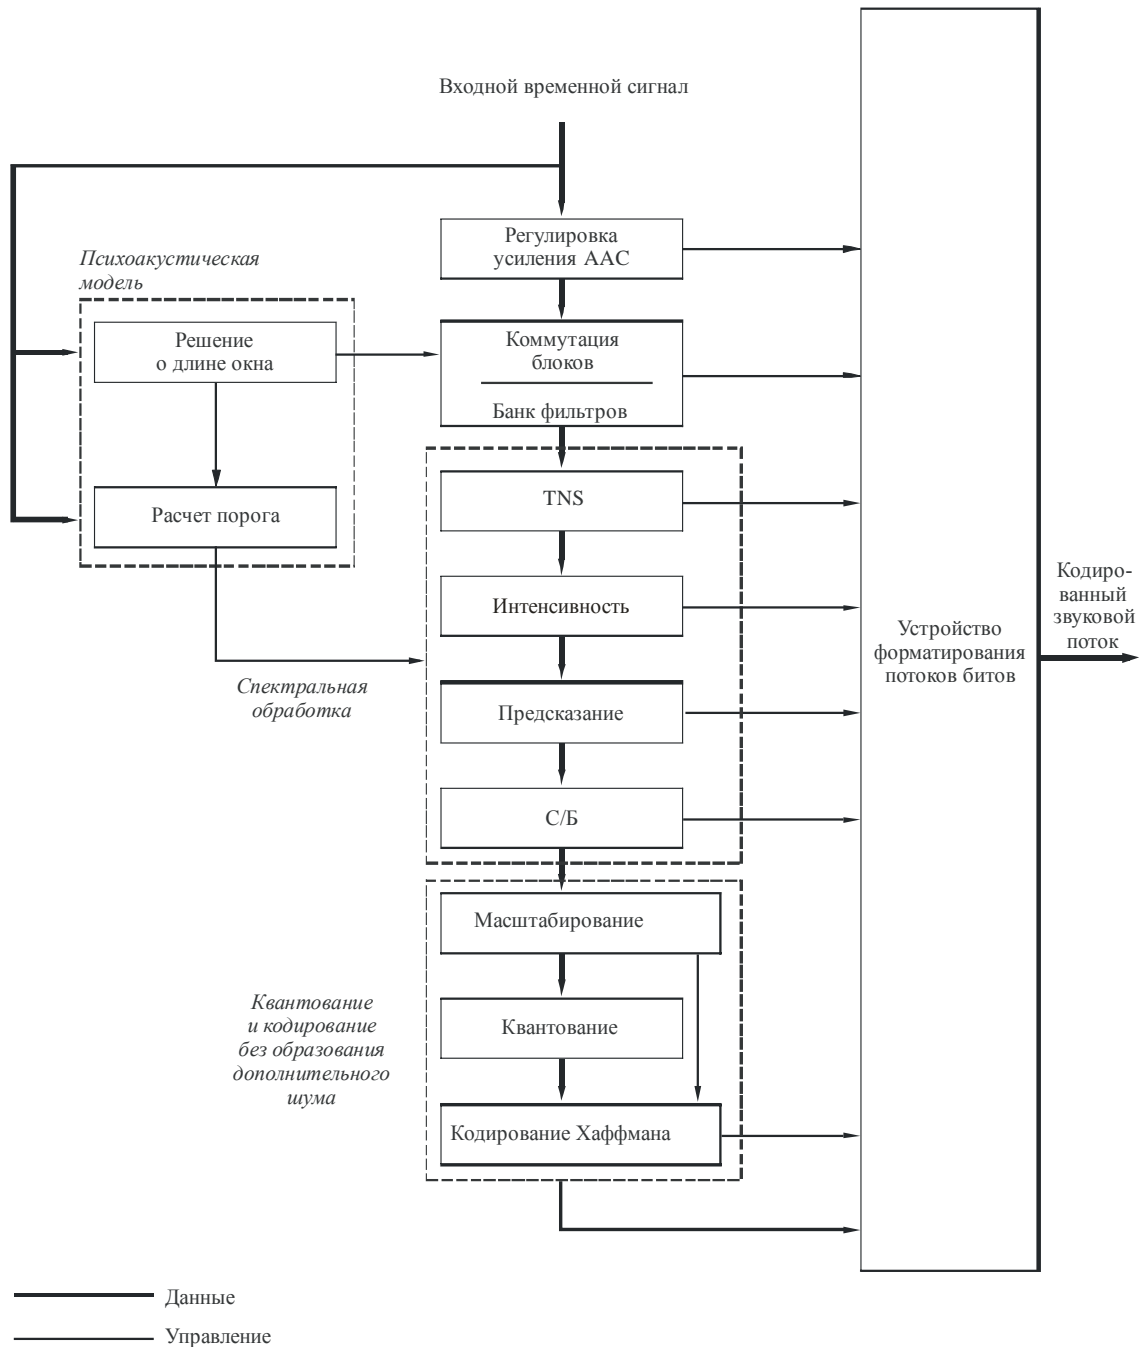 Входной временной сигнал
Регулировка
усиления ААС
Психоакустическая
модель
Решение
о длине окна
Коммутация
блоков
Банк фильтров
TNS
Расчет порога
Интенсивность
Кодиро-
ванный
звуковой
поток
Устройство
форматирования
потоков битов
Спектральная
обработка
Предсказание
С/Б
Масштабирование
Квантование
и кодирование
без образования
дополнительного
шума
Квантование
Кодирование Хаффмана
Данные
Управление